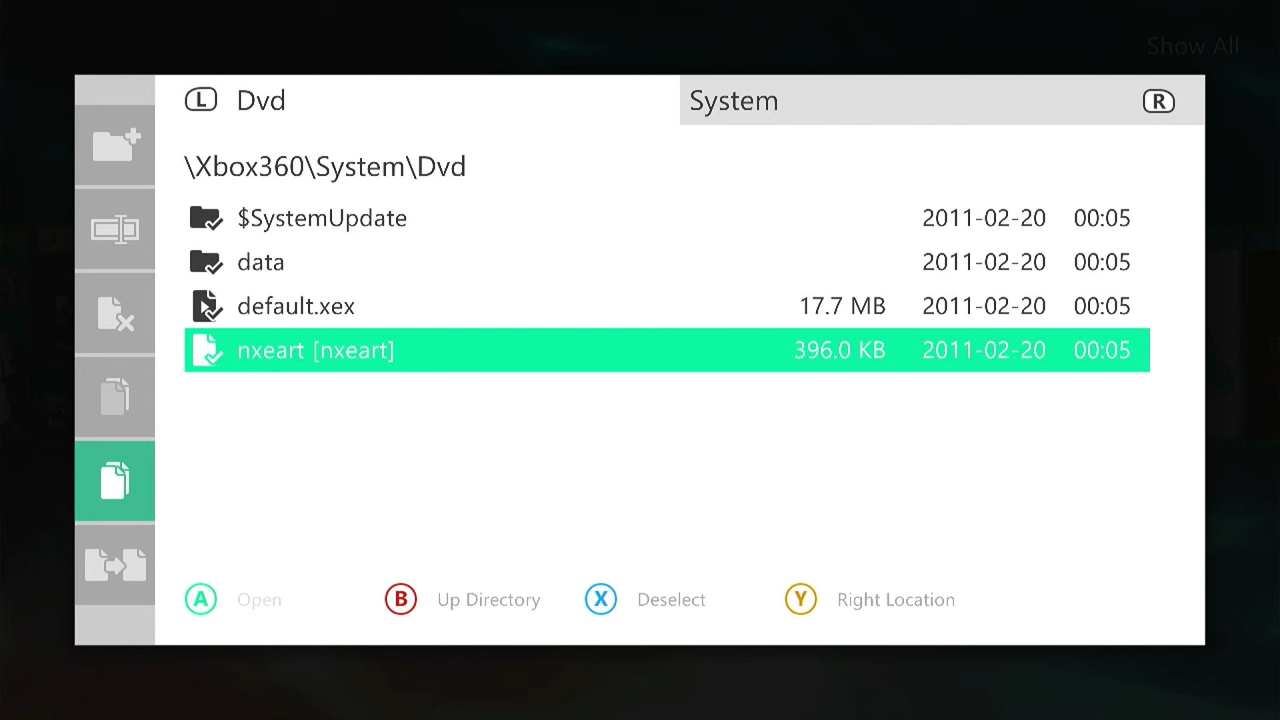 Show All
L Dvd System R
\Xbox360\System\Dvd
$SystemUpdate 2011-02-20 00:05
data 2011-02-20 00:05
default.xex 17.7 MB 2011-02-20 00:05
nxeart [nxeart] 396.0 KB 2011-02-20 00:05
A Open B Up Directory X Deselect Y Right Location